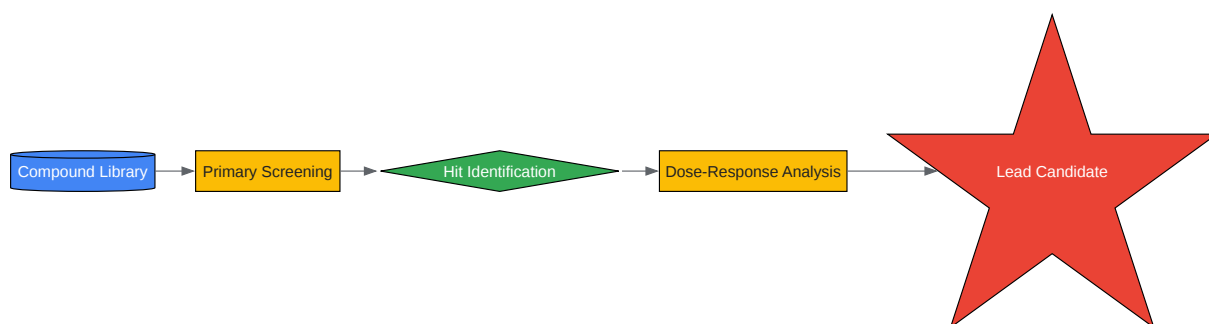 Compound Library
Primary Screening
Hit Identification
Dose-Response Analysis
Lead Candidate